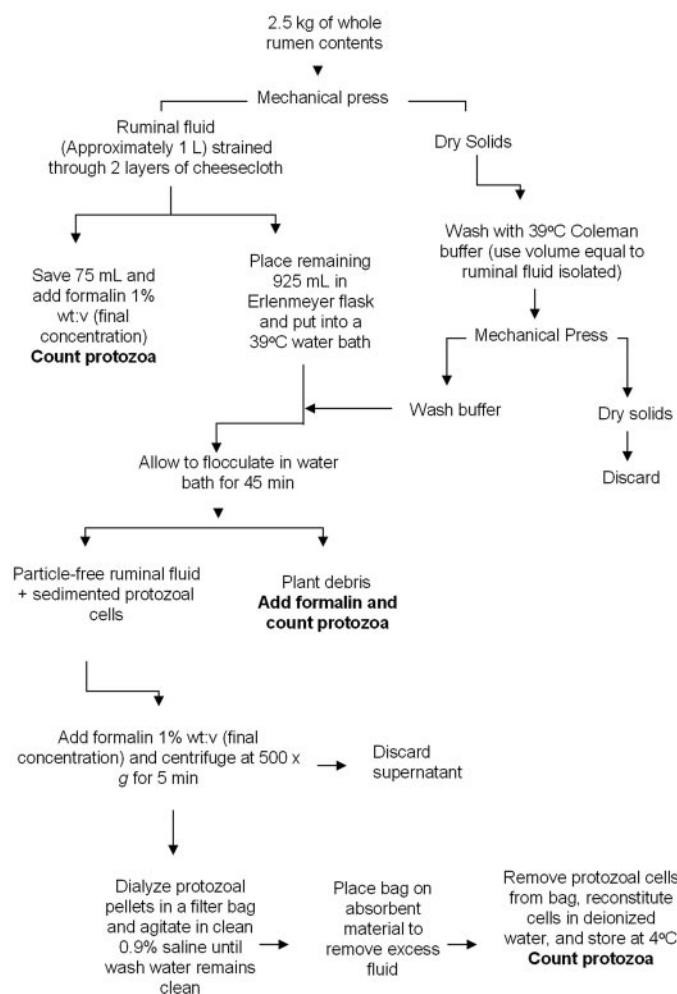 2.5 kg of whole
rumen contents
Mechanical press
Ruminal fluid
(Approximately 1 L) strained
through 2 layers of cheesecloth
Dry Solids
Save 75 mL and
add formalin 1%
wt:v (final
concentration)
Count protozoa
Place remaining
925 mL in
Erlenmeyer flask
and put into a
39ºC water bath
Wash with 39ºC Coleman
buffer (use volume equal to
ruminal fluid isolated)
Mechanical Press
Wash buffer
Dry solids
Discard
Allow to flocculate in water
bath for 45 min
Particle-free ruminal fluid
+ sedimented protozoal
cells
Plant debris
Add formalin and
count protozoa
Add formalin 1% wt:v (final
concentration) and centrifuge at 500 x
g for 5 min
Discard
supernatant
Dialyze protozoal
pellets in a filter bag
and agitate in clean
0.9% saline until
wash water remains
clean
Place bag on
absorbent
material to
remove excess
fluid
Remove protozoal cells
from bag, reconstitute
cells in deionized
water, and store at 4ºC
Count protozoa